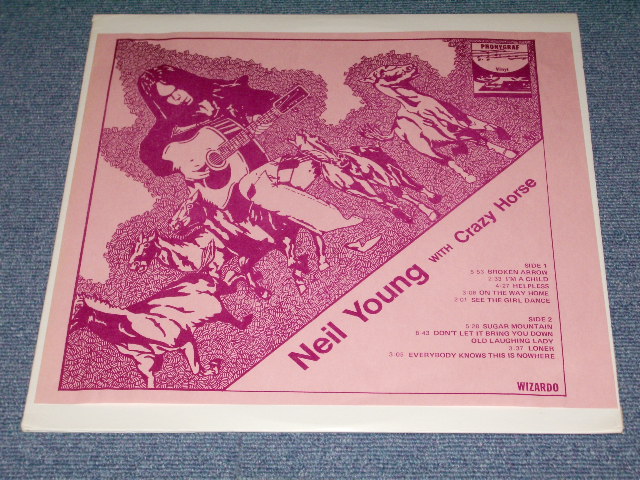 PHONYGRAF
Vinyl
Neil Young WITH Crazy Horse
SIDE 1
5:53 BROKEN ARROW
2:33 I'M A CHILD
4:27 HELPLESS
3:08 ON THE WAY HOME
3:01 SEE THE GIRL DANCE
SIDE 2
5:28 SUGAR MOUNTAIN
6:43 DON'T LET IT BRING YOU DOWN
OLD LAUGHING LADY
3:37 LONER
3:05 EVERYBODY KNOWS THIS IS NOWHERE
WIZARDO